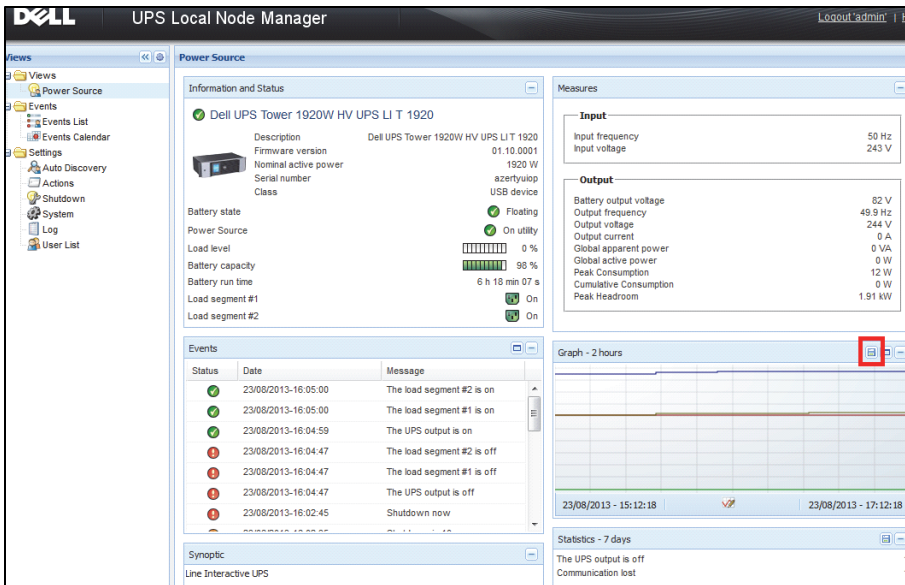 DELL UPS Local Node Manager Logout 'admin' |
Views
Views
Power Source
Events
Events List
Events Calendar
Settings
Auto Discovery
Actions
Shutdown
System
Log
User List
Power Source
Information and Status
Dell UPS Tower 1920W HV UPS LI T 1920
Description Dell UPS Tower 1920W HV UPS LI T 1920
Firmware version 01.10.0001
Nominal active power 1920 W
Serial number azertyuiop
Class USB device
Battery state Floating
Power Source On utility
Load level 0 %
Battery capacity 98 %
Battery run time 6 h 18 min 07 s
Load segment #1 On
Load segment #2 On
Events
Status Date Message
23/08/2013-16:05:00 The load segment #2 is on
23/08/2013-16:05:00 The load segment #1 is on
23/08/2013-16:04:59 The UPS output is on
23/08/2013-16:04:47 The load segment #2 is off
23/08/2013-16:04:47 The load segment #1 is off
23/08/2013-16:04:47 The UPS output is off
23/08/2013-16:02:45 Shutdown now
Synoptic
Line Interactive UPS
Measures
Input
Input frequency 50 Hz
Input voltage 243 V
Output
Battery output voltage 82 V
Output frequency 49.9 Hz
Output voltage 244 V
Output current 0 A
Global apparent power 0 VA
Global active power 0 W
Peak Consumption 12 W
Cumulative Consumption 0 W
Peak Headroom 1.91 kW
Graph - 2 hours
23/08/2013 - 15:12:18 23/08/2013 - 17:12:18
Statistics - 7 days
The UPS output is off
Communication lost